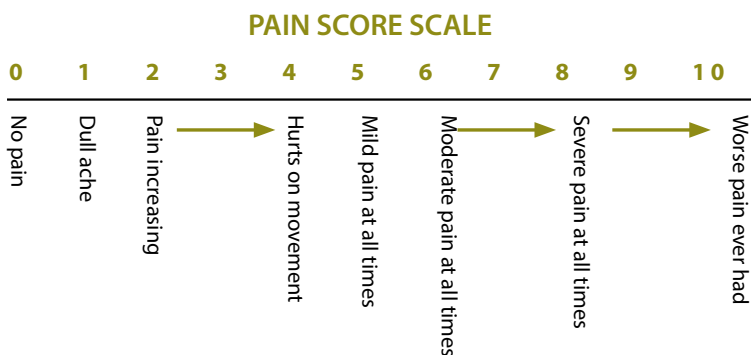 PAIN SCORE SCALE
0 1 2 3 4 5 6 7 8 9 10
No pain
Dull ache
Pain increasing
Hurts on movement
Mild pain at all times
Moderate pain at all times
Severe pain at all times
Worse pain ever had